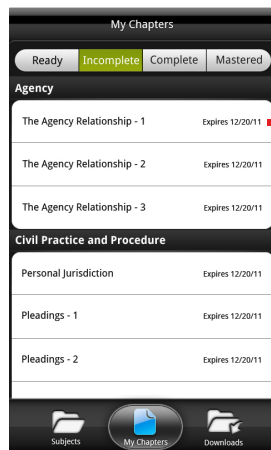 My Chapters
Ready Incomplete Complete Mastered
Agency
The Agency Relationship - 1 Expires 12/20/11
The Agency Relationship - 2 Expires 12/20/11
The Agency Relationship - 3 Expires 12/20/11
Civil Practice and Procedure
Personal Jurisdiction Expires 12/20/11
Pleadings - 1 Expires 12/20/11
Pleadings - 2 Expires 12/20/11
Subjects My Chapters Downloads